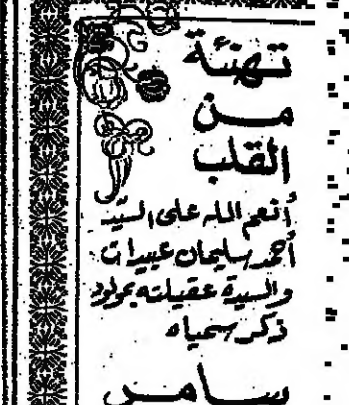 تهنئة
من
القلب
أنعم الله على السيد
أحمد سليمان عبيدات
والسيدة عقيلته بمولود
ذكر سمياه
سامر